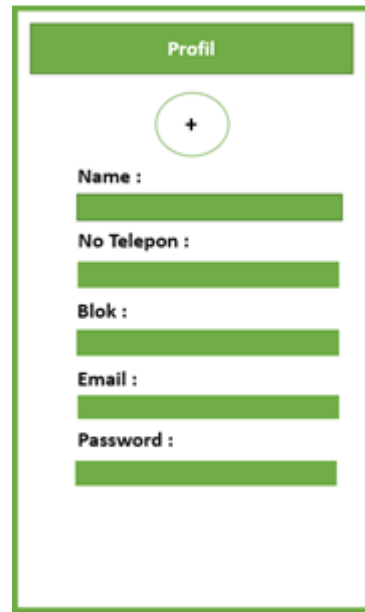 Profil
+
Name :
No Telepon :
Blok :
Email :
Password :